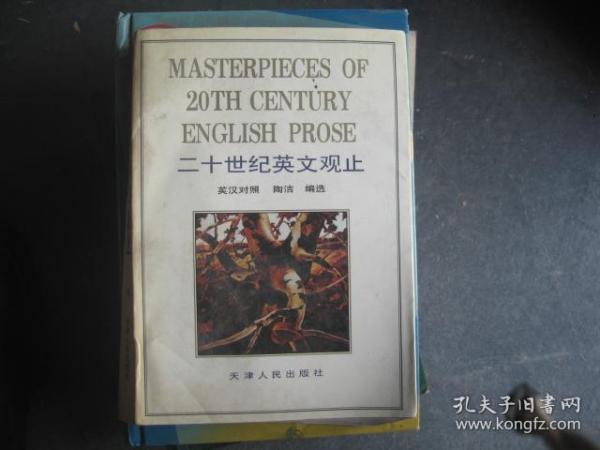 MASTERPIECES OF
20TH CENTURY
ENGLISH PROSE
二十世纪英文观止
英汉对照 陶洁 编选
天津人民出版社
孔夫子旧书网
www.kongfz.com